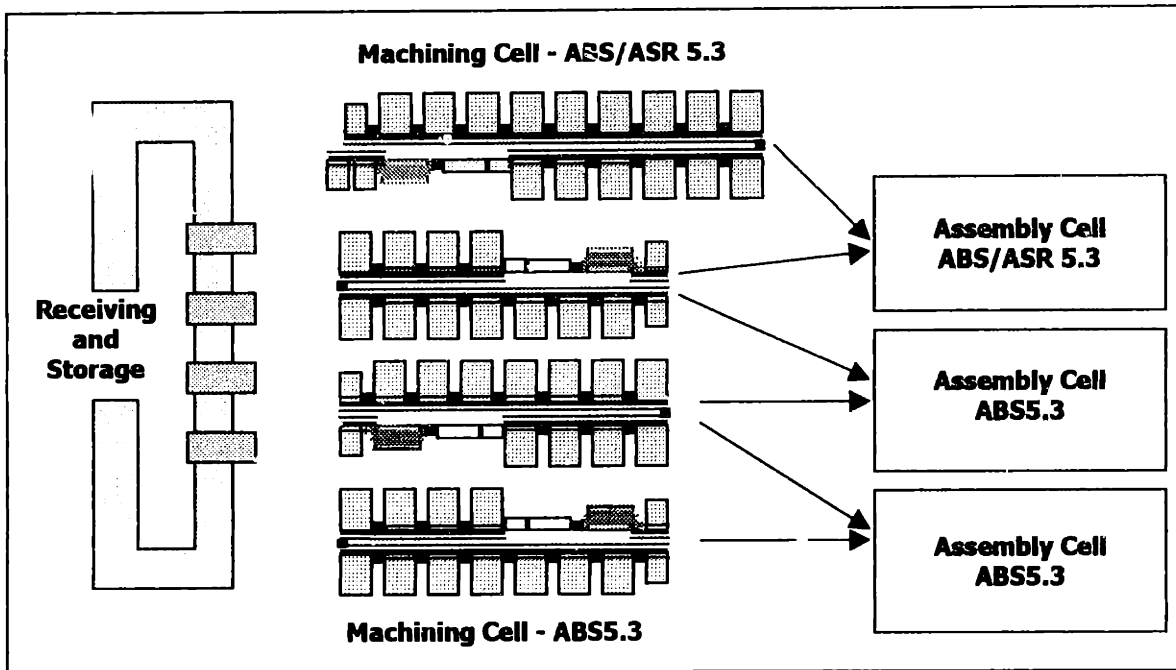 Machining Cell - ABS/ASR 5.3
Receiving
and
Storage
Assembly Cell
ABS/ASR 5.3
Assembly Cell
ABS5.3
Assembly Cell
ABS5.3
Machining Cell - ABS5.3